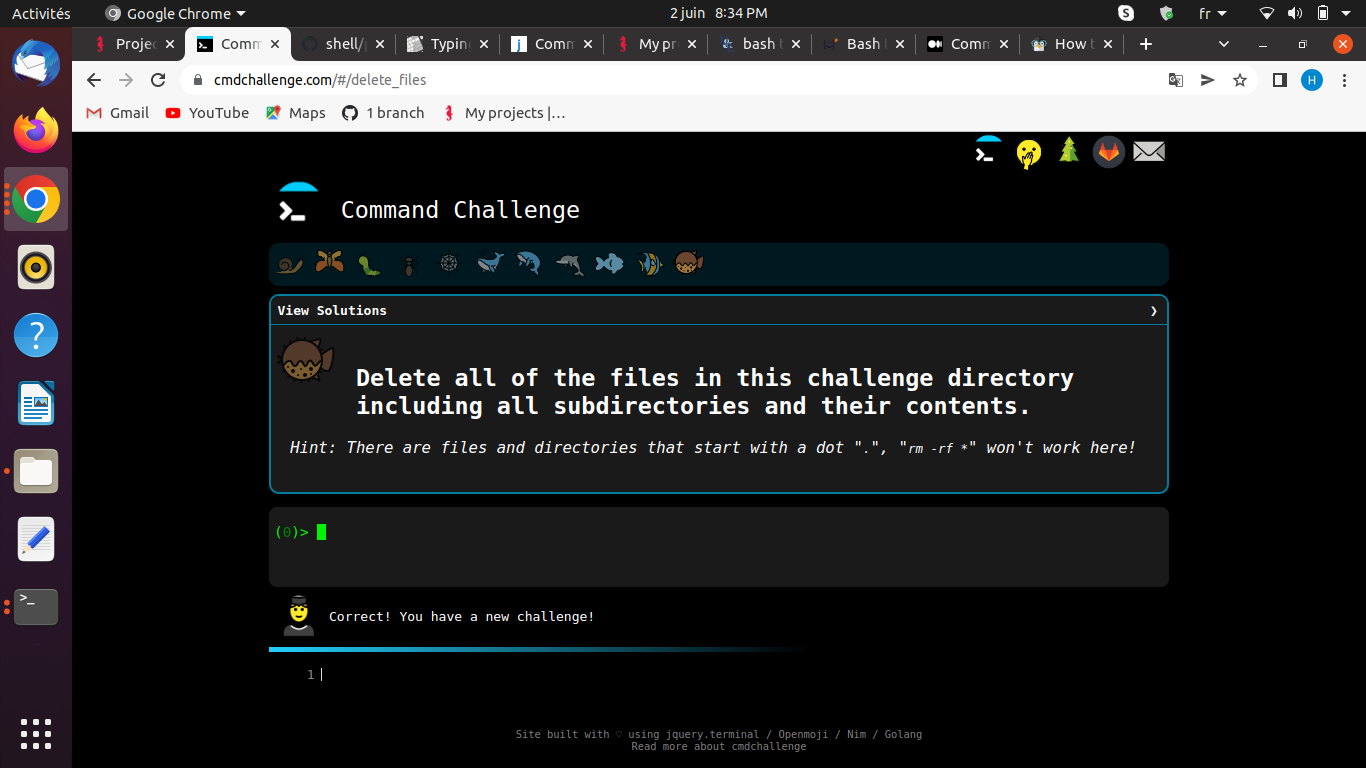 Activités
Google Chrome
2 juin 8:34 PM
fr
Projec
Comm
shell/
Typing
Comm
My pr
bash b
Bash
Comm
How t
cmdchallenge.com/#/delete_files
H
Gmail
YouTube
Maps
1 branch
My projects |...
Command Challenge
View Solutions
Delete all of the files in this challenge directory
including all subdirectories and their contents.
Hint: There are files and directories that start with a dot ".", "rm -rf *" won't work here!
(0)>
Correct! You have a new challenge!
1
Site built with ♡ using jquery.terminal / Openmoji / Nim / Golang
Read more about cmdchallenge